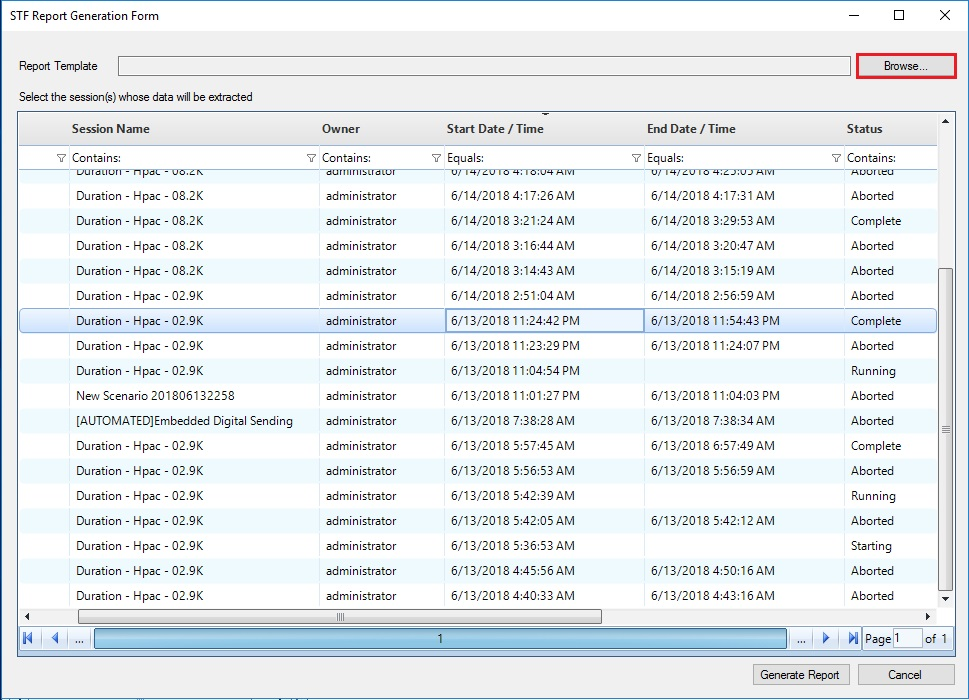 STF Report Generation Form
Report Template Browse...
Select the session(s) whose data will be extracted
Session Name Owner Start Date / Time End Date / Time Status
Contains: Contains: Equals: Equals: Contains:
Duration - Hpac - 08.2K administrator 6/14/2018 4:18:04 AM 6/14/2018 4:25:05 AM Aborted
Duration - Hpac - 08.2K administrator 6/14/2018 4:17:26 AM 6/14/2018 4:17:31 AM Aborted
Duration - Hpac - 08.2K administrator 6/14/2018 3:21:24 AM 6/14/2018 3:29:53 AM Complete
Duration - Hpac - 08.2K administrator 6/14/2018 3:16:44 AM 6/14/2018 3:20:47 AM Aborted
Duration - Hpac - 08.2K administrator 6/14/2018 3:14:43 AM 6/14/2018 3:15:19 AM Aborted
Duration - Hpac - 02.9K administrator 6/14/2018 2:51:04 AM 6/14/2018 2:56:59 AM Aborted
Duration - Hpac - 02.9K administrator 6/13/2018 11:24:42 PM 6/13/2018 11:54:43 PM Complete
Duration - Hpac - 02.9K administrator 6/13/2018 11:23:29 PM 6/13/2018 11:24:07 PM Aborted
Duration - Hpac - 02.9K administrator 6/13/2018 11:04:54 PM Running
New Scenario 201806132258 administrator 6/13/2018 11:01:27 PM 6/13/2018 11:04:03 PM Aborted
[AUTOMATED]Embedded Digital Sending administrator 6/13/2018 7:38:28 AM 6/13/2018 7:38:34 AM Aborted
Duration - Hpac - 02.9K administrator 6/13/2018 5:57:45 AM 6/13/2018 6:57:49 AM Complete
Duration - Hpac - 02.9K administrator 6/13/2018 5:56:53 AM 6/13/2018 5:56:59 AM Aborted
Duration - Hpac - 02.9K administrator 6/13/2018 5:42:39 AM Running
Duration - Hpac - 02.9K administrator 6/13/2018 5:42:05 AM 6/13/2018 5:42:12 AM Aborted
Duration - Hpac - 02.9K administrator 6/13/2018 5:36:53 AM Starting
Duration - Hpac - 02.9K administrator 6/13/2018 4:45:56 AM 6/13/2018 4:50:16 AM Aborted
Duration - Hpac - 02.9K administrator 6/13/2018 4:40:33 AM 6/13/2018 4:43:16 AM Aborted
... 1 ... Page 1 of 1
Generate Report Cancel